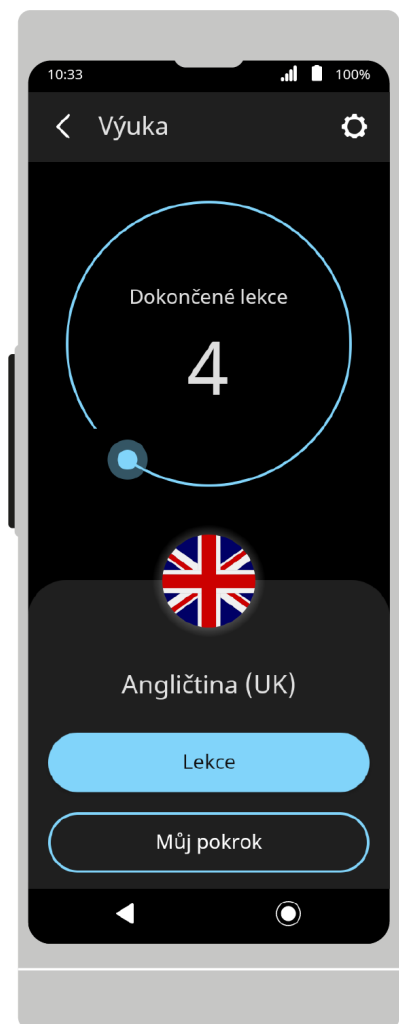 10:33
100%
Výuka
Dokončené lekce
4
Angličtina (UK)
Lekce
Můj pokrok